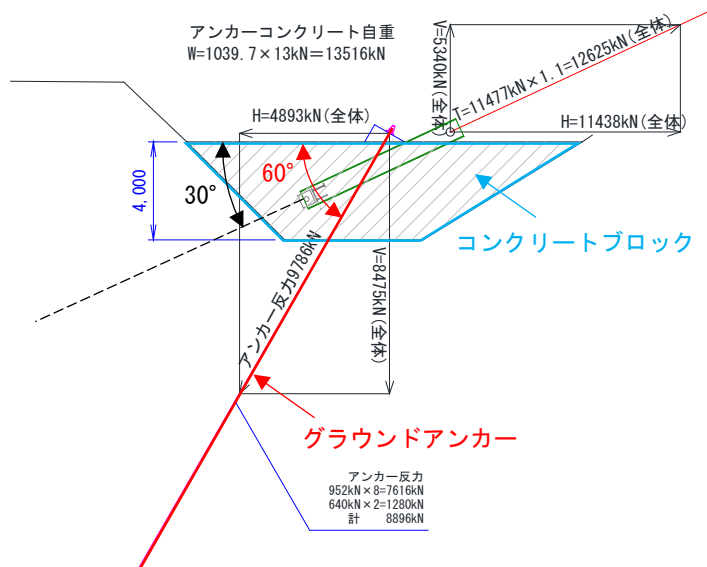 アンカーコンクリート自重
W=1039.7×13kN=13516kN
V=5340kN(全体)
T=11477kN×1.1=12625kN(全体)
H=11438kN(全体)
H=4893kN(全体)
4,000
30°
60°
コンクリートブロック
アンカー反力9786kN
V=8475kN(全体)
グラウンドアンカー
アンカー反力
952kN×8=7616kN
640kN×2=1280kN
計 8896kN